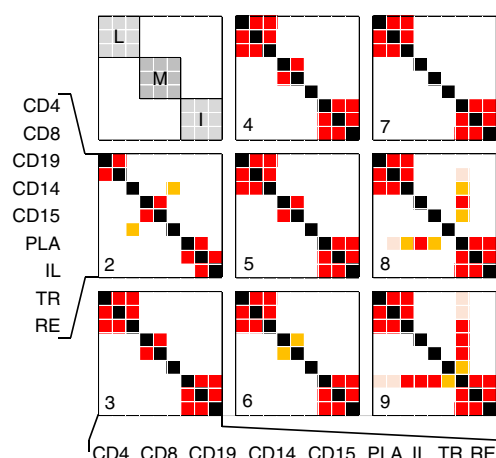 L
M
I
4
7
CD4
CD8
CD19
CD14
CD15
PLA
IL
TR
RE
2
5
8
3
6
9
CD4 CD8 CD19 CD14 CD15 PLA IL TR RE